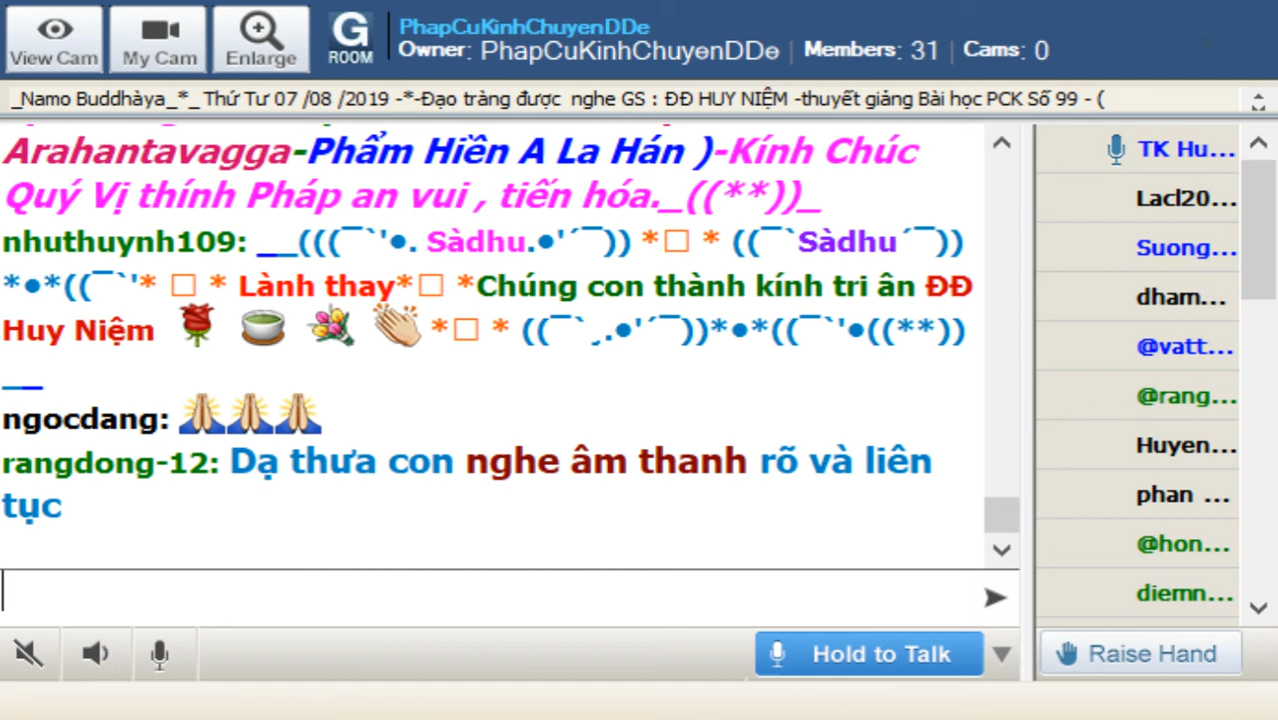 View Cam
My Cam
Enlarge
G
ROOM
PhapCuKinhChuyenDDe
Owner: PhapCuKinhChuyenDDe | Members: 31 | Cams: 0
_Namo Buddhàya_*_ Thứ Tư 07 /08 /2019 -*-Đạo tràng được nghe GS : ĐĐ HUY NIỆM -thuyết giảng Bài học PCK Số 99 - (
Arahantavagga-Phẩm Hiền A La Hán )-Kính Chúc
Quý Vị thính Pháp an vui , tiến hóa._((**))_
nhuthuynh109: __(((¯`'●. Sàdhu.●'´¯)) *□ * ((¯`Sàdhu´¯))
*●*((¯`'* □ * Lành thay*□ *Chúng con thành kính tri ân ĐĐ
Huy Niệm *□ * ((¯`¸.●'´¯))*●*((¯`'●((**))
__
ngocdang:
rangdong-12: Dạ thưa con nghe âm thanh rõ và liên
tục
Hold to Talk
TK Hu...
Lacl20...
Suong...
dham...
@vatt...
@rang...
Huyen...
phan ...
@hon...
diemn...
Raise Hand